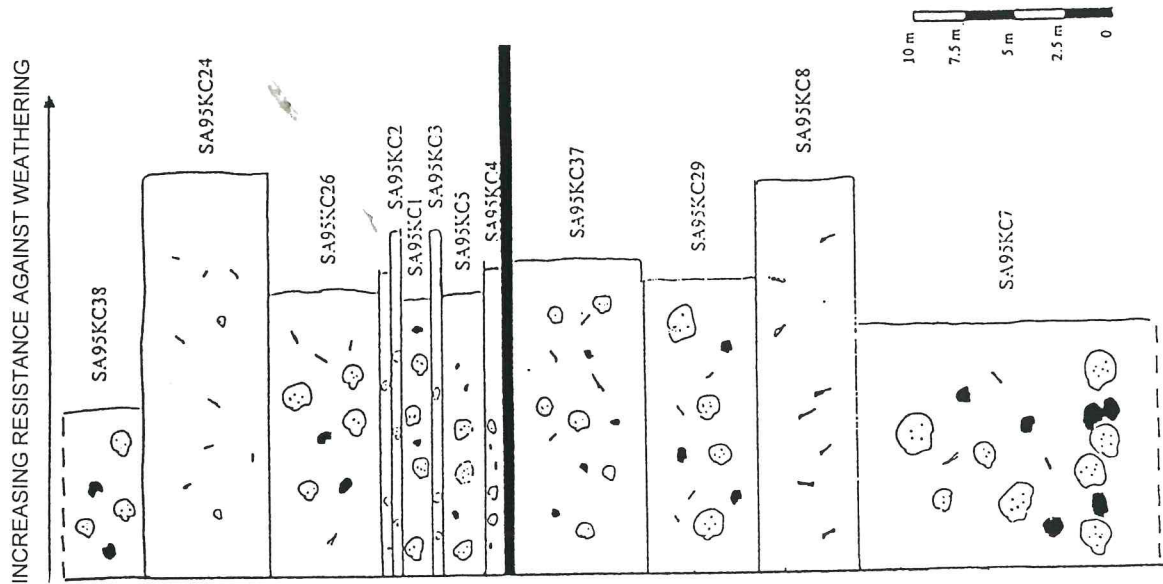 INCREASING RESISTANCE AGAINST WEATHERING
SA95KC38
SA95KC24
SA95KC26
SA95KC2
SA95KC1
SA95KC3
SA95KC5
SA95KC4
SA95KC37
SA95KC29
SA95KC8
SA95KC7
10 m
7.5 m
5 m
2.5 m
0